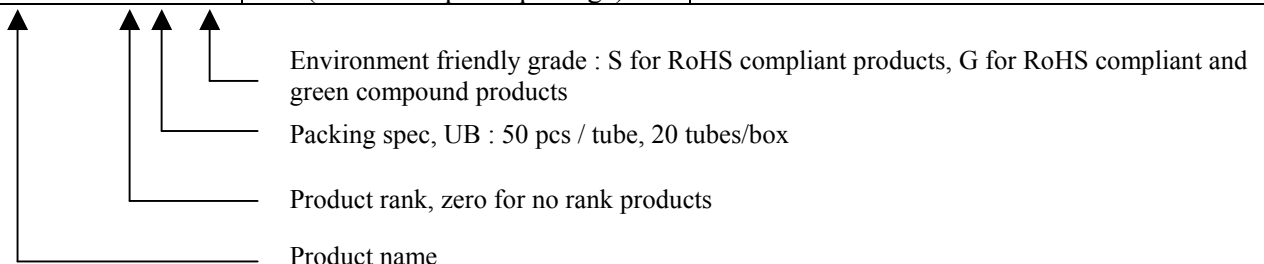 Environment friendly grade : S for RoHS compliant products, G for RoHS compliant and
green compound products
Packing spec, UB : 50 pcs / tube, 20 tubes/box
Product rank, zero for no rank products
Product name